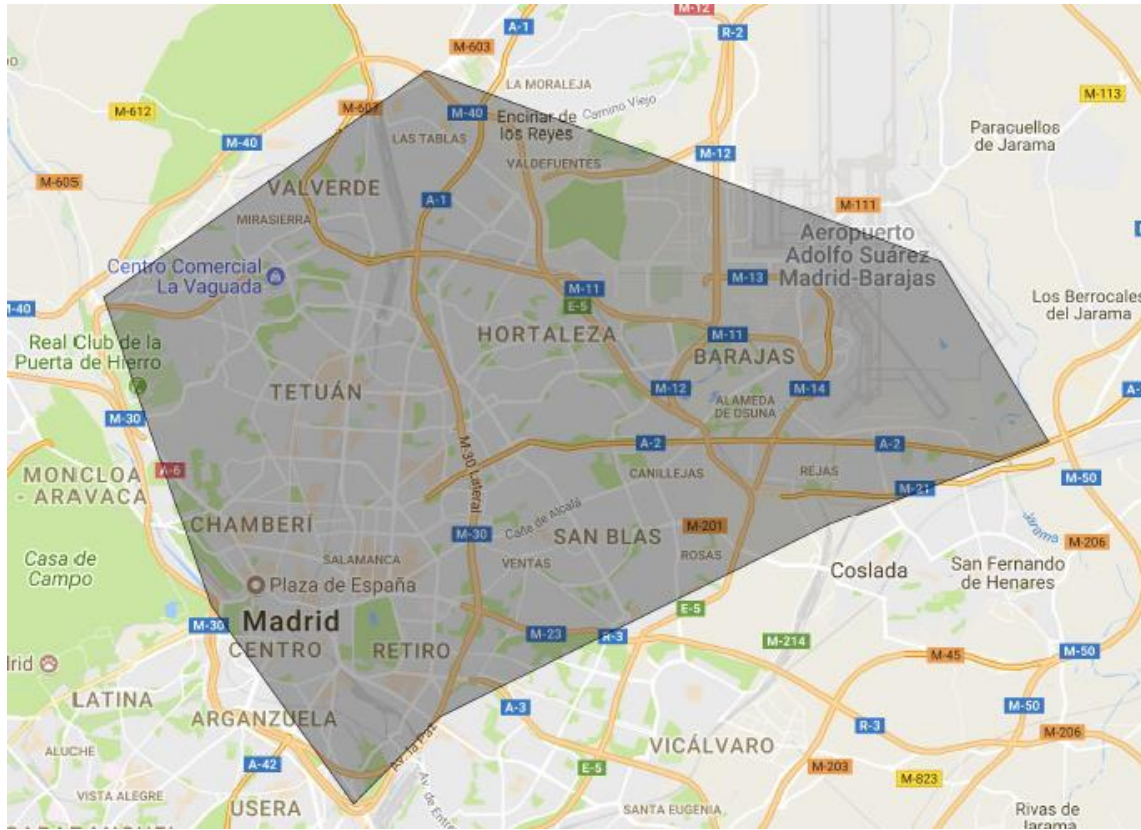 M-12
A-1
R-2
M-603
LA MORALEJA
M-113
M-612
M-607
M-40
Encinar de
los Reyes
Camino Viejo
LAS TABLAS
Paracuellos
de Jarama
M-40
VALDEFUENTES
M-12
M-605
VALVERDE
A-1
M-111
MIRASIERRA
Aeropuerto
Adolfo Suárez
Madrid-Barajas
Centro Comercial
La Vaguada
M-13
M-11
E-5
M-40
Los Berrocales
del Jarama
Real Club de la
Puerta de Hierro
HORTALEZA
M-11
BARAJAS
TETUÁN
M-12
M-14
ALAMEDA
DE OSUNA
M-30
M-30 Lateral
A-2
A-2
MONCLOA
- ARAVACA
A-6
CANILLEJAS
REJAS
M-50
M-21
CHAMBERÍ
Calle de Alcalá
M-201
Jarama
M-30
SAN BLAS
M-206
Casa de
Campo
SALAMANCA
VENTAS
ROSAS
Plaza de España
Coslada
San Fernando
de Henares
Madrid
E-5
M-30
M-23
R-3
M-214
CENTRO
RETIRO
M-45
M-50
LATINA
A-3
M-50
ARGANZUELA
R-3
Av. la Paz
M-206
ALUCHE
VICÁLVARO
A-42
E-5
M-203
M-823
VISTA ALEGRE
USERA
SANTA EUGENIA
Rivas de
Jarama